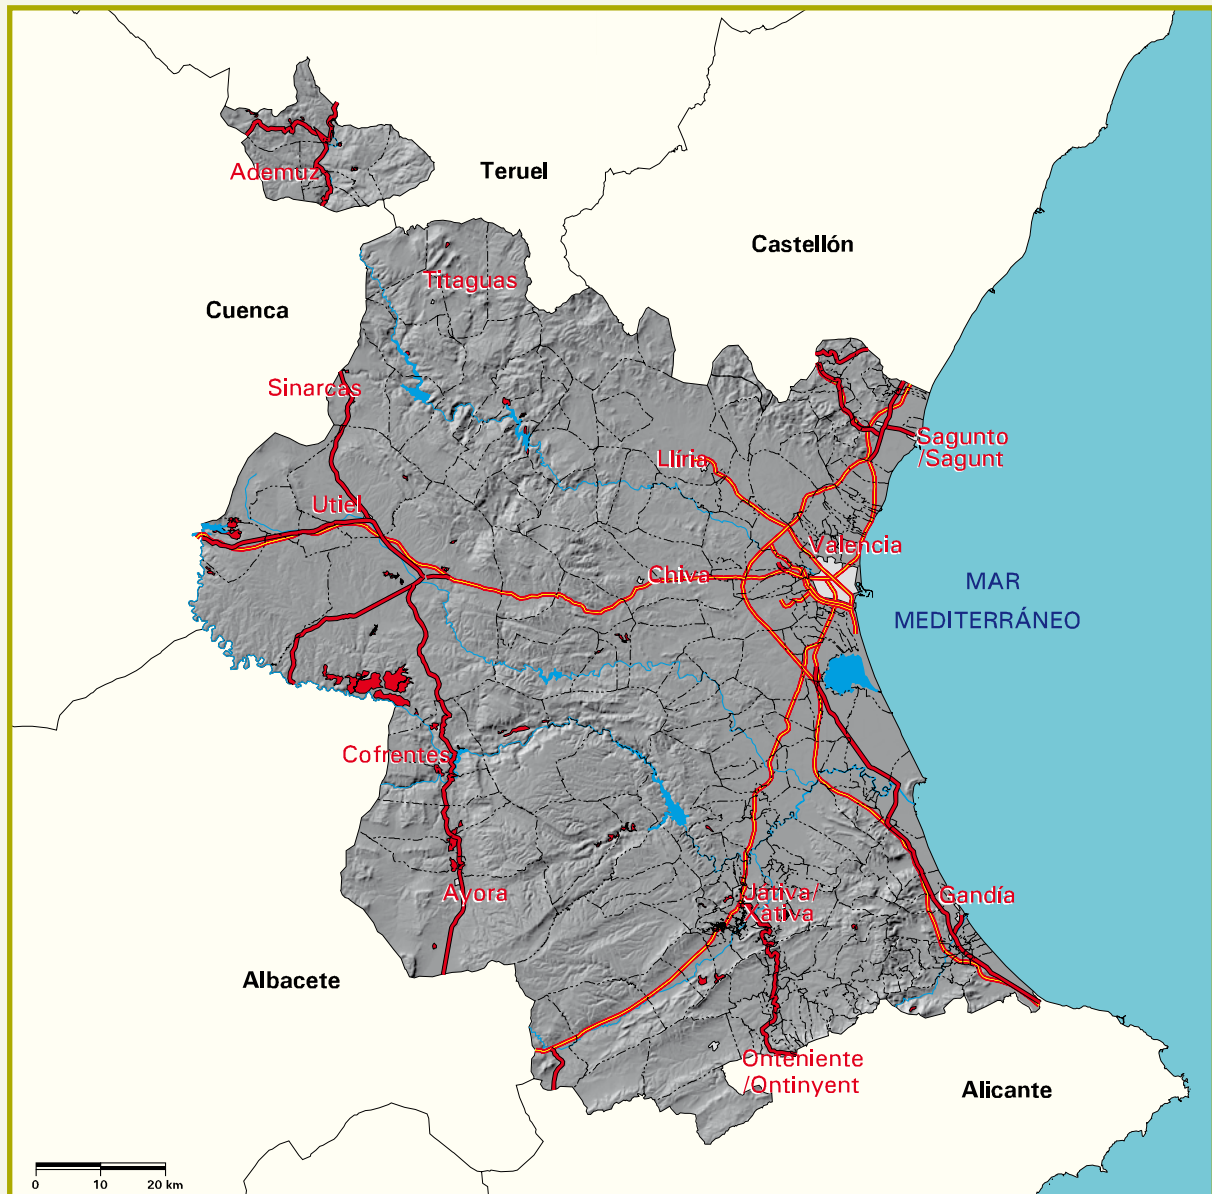 Ademuz
Teruel
Castellón
Titaguas
Cuenca
Sinarcas
Sagunto
/Sagunt
Llíria
Utiel
Valencia
Chiva
MAR
MEDITERRÁNEO
Cofrentes
Ayora
Játiva/
Xàtiva
Gandía
Albacete
Onteniente
/Ontinyent
Alicante
0 10 20 km